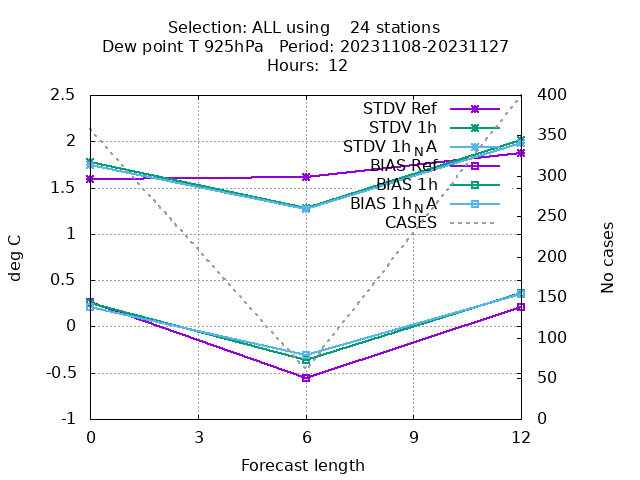 Selection: ALL using    24 stations
Dew point T 925hPa   Period: 20231108-20231127
Hours:  12
2.5
2
1.5
1
0.5
0
-0.5
-1
deg C
400
350
300
250
200
150
100
50
0
No cases
STDV Ref
STDV 1h
STDV 1h_N A
BIAS Ref
BIAS 1h
BIAS 1h_N A
CASES
0 3 6 9 12
Forecast length